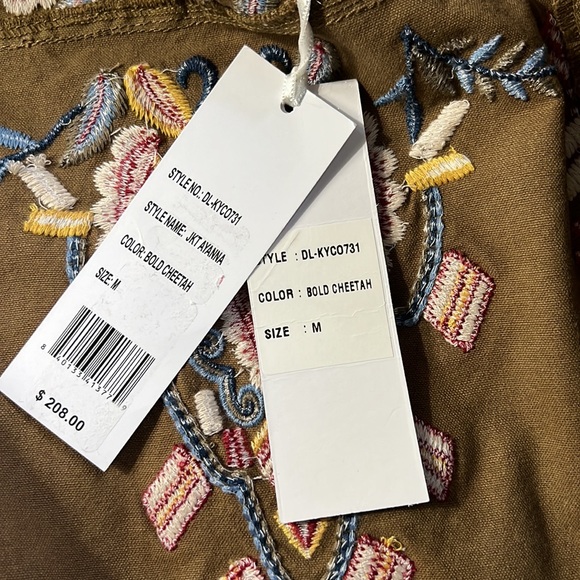 STYLE NO.: DL-KYCO731
STYLE NAME: JKT AYANNA
COLOR: BOLD CHEETAH
SIZE: M
$ 208.00
TYLE : DL-KYCO731
COLOR : BOLD CHEETAH
SIZE : M